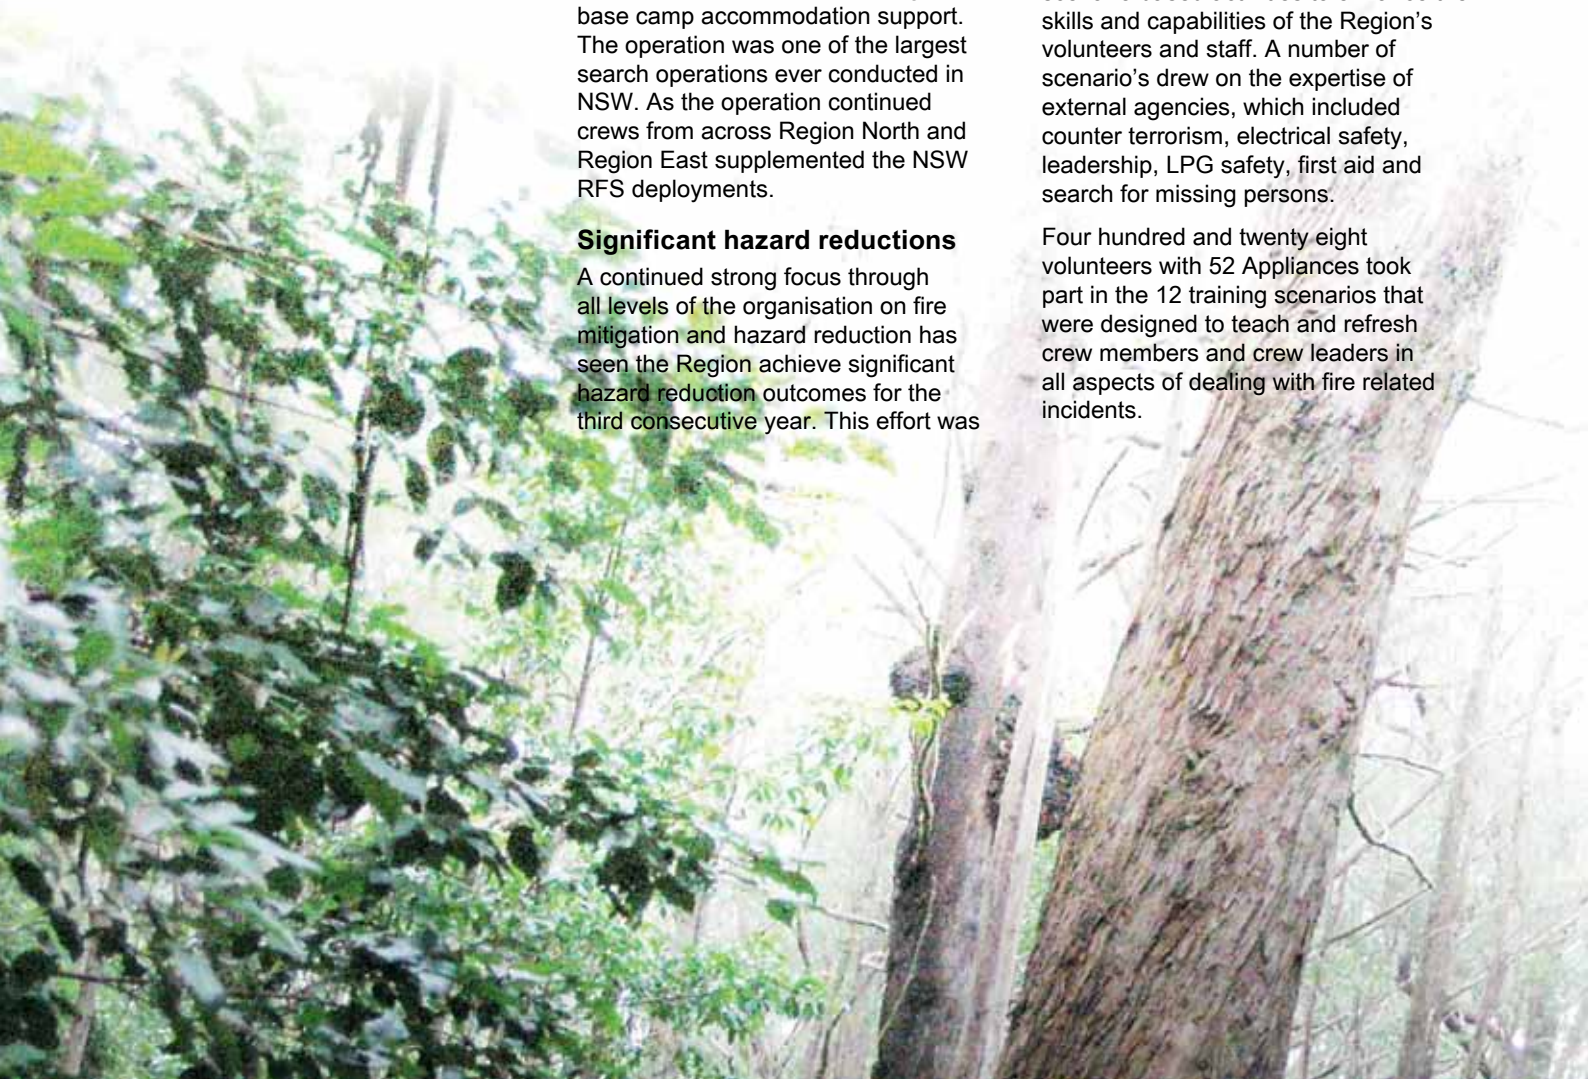 base camp accommodation support.
The operation was one of the largest
search operations ever conducted in
NSW. As the operation continued
crews from across Region North and
Region East supplemented the NSW
RFS deployments.
Significant hazard reductions
A continued strong focus through
all levels of the organisation on fire
mitigation and hazard reduction has
seen the Region achieve significant
hazard reduction outcomes for the
third consecutive year. This effort was
skills and capabilities of the Region’s
volunteers and staff. A number of
scenario’s drew on the expertise of
external agencies, which included
counter terrorism, electrical safety,
leadership, LPG safety, first aid and
search for missing persons.
Four hundred and twenty eight
volunteers with 52 Appliances took
part in the 12 training scenarios that
were designed to teach and refresh
crew members and crew leaders in
all aspects of dealing with fire related
incidents.